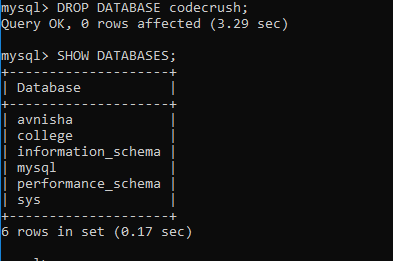 mysql> DROP DATABASE codecrush;
Query OK, 0 rows affected (3.29 sec)
mysql> SHOW DATABASES;
+--------------------+
| Database           |
+--------------------+
| avnisha            |
| college            |
| information_schema |
| mysql              |
| performance_schema |
| sys                |
+--------------------+
6 rows in set (0.17 sec)